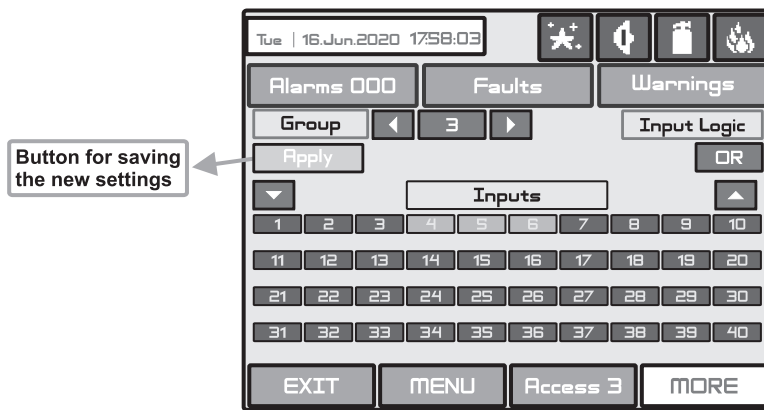 Tue | 16.Jun.2020 17:58:03
Alarms 000 Faults Warnings
Group 3 Input Logic
Button for saving
the new settings
Apply OR
Inputs
1 2 3 4 5 6 7 8 9 10
11 12 13 14 15 16 17 18 19 20
21 22 23 24 25 26 27 28 29 30
31 32 33 34 35 36 37 38 39 40
EXIT MENU Access 3 MORE